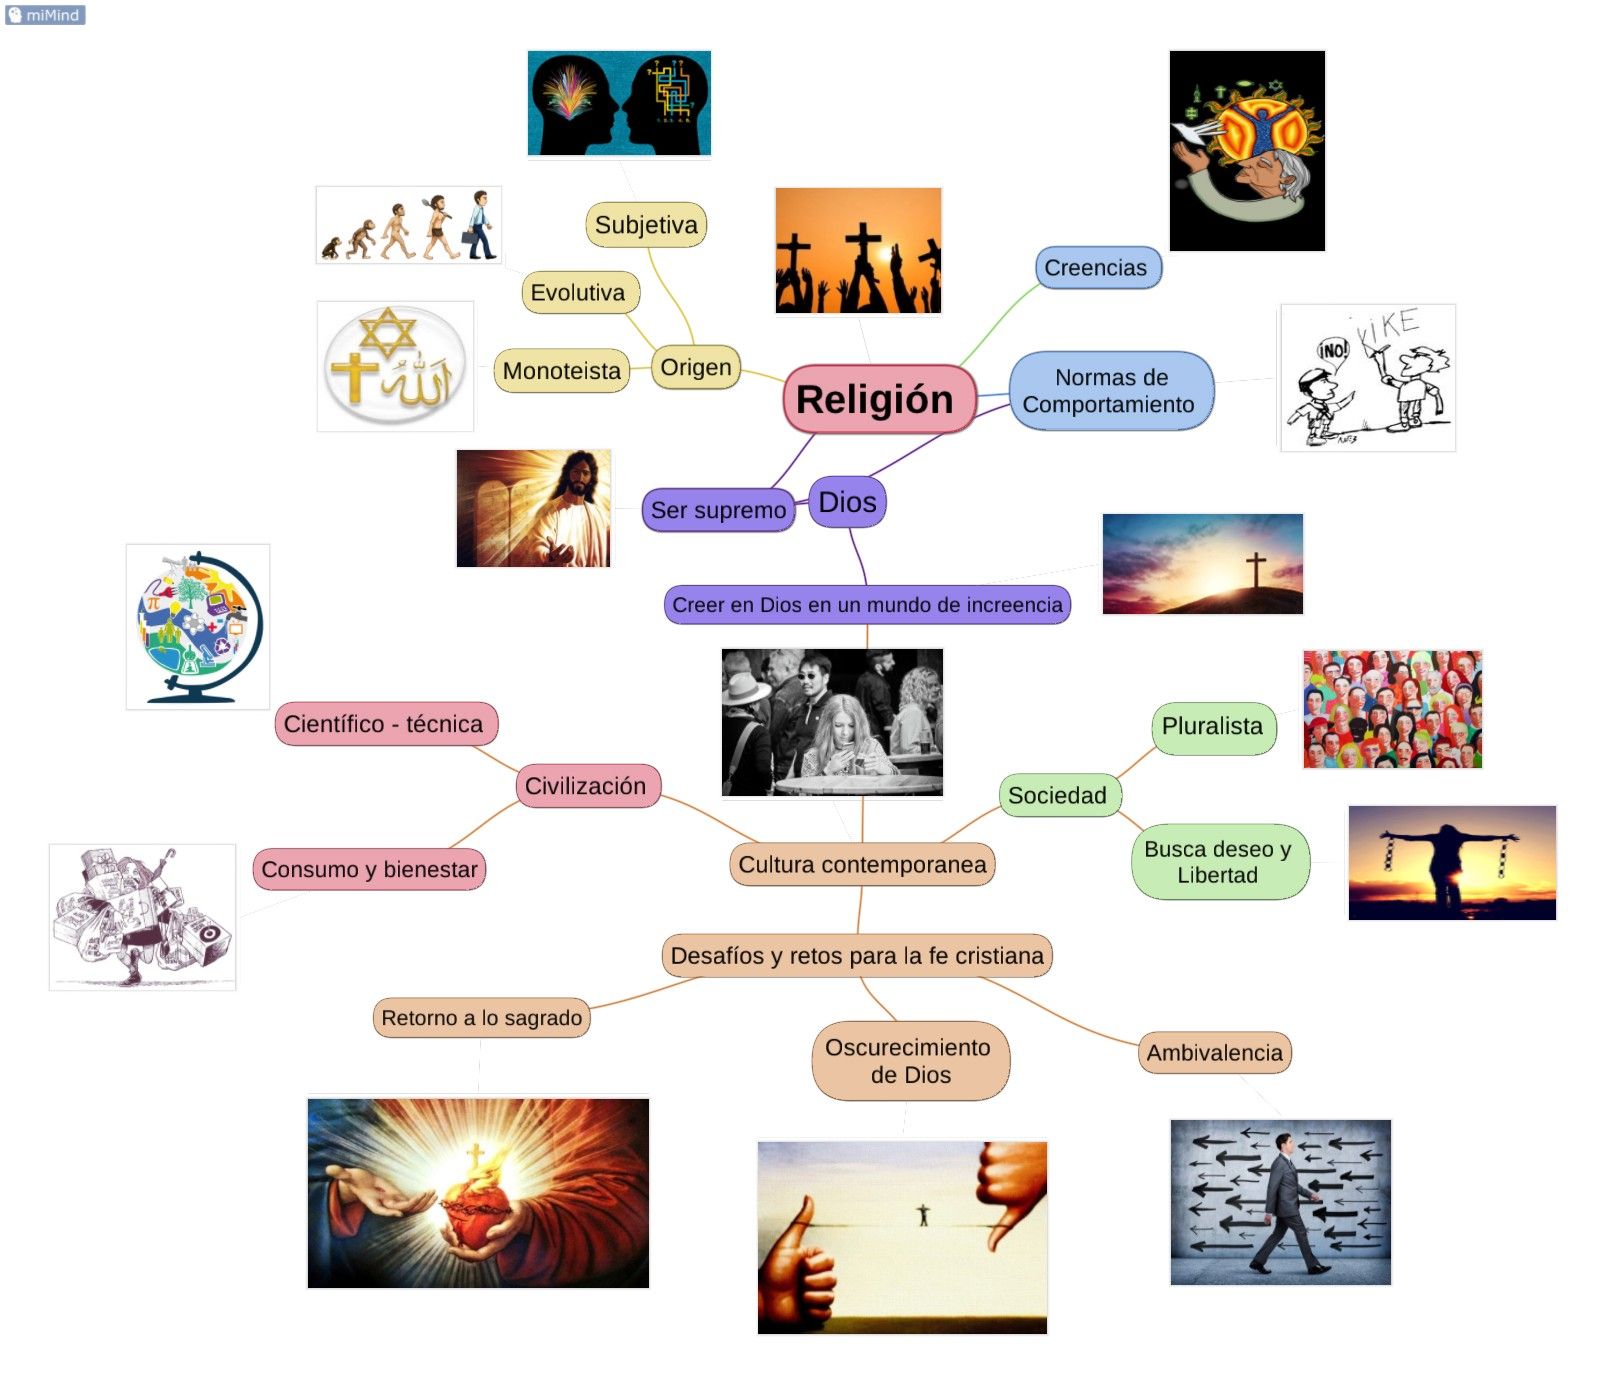 miMind
Subjetiva
Evolutiva
Monoteista
Origen
Religión
Creencias
Normas de
Comportamiento
¡NO!
VIKE
Ser supremo
Dios
Creer en Dios en un mundo de increencia
Científico - técnica
Civilización
Consumo y bienestar
Cultura contemporanea
Sociedad
Pluralista
Busca deseo y
Libertad
Desafíos y retos para la fe cristiana
Retorno a lo sagrado
Oscurecimiento
de Dios
Ambivalencia